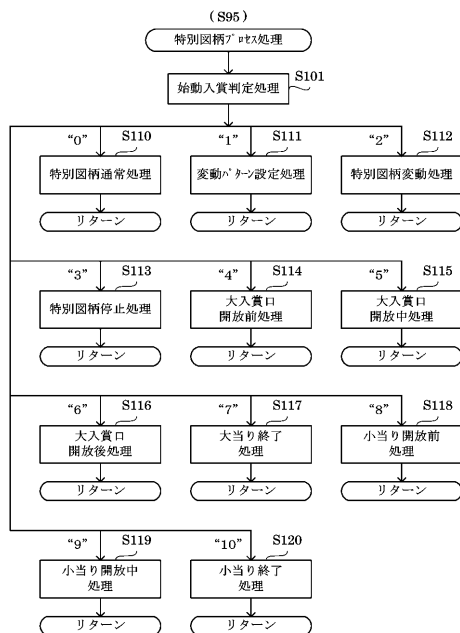 (S95)
特別図柄ﾌﾟﾛｾｽ処理
S101
始動入賞判定処理
“0” S110 “1” S111 “2” S112
特別図柄通常処理 変動ﾊﾟﾀｰﾝ設定処理 特別図柄変動処理
リターン リターン リターン
“3” S113 “4” S114 “5” S115
特別図柄停止処理 大入賞口 大入賞口
開放前処理 開放中処理
リターン リターン リターン
“6” S116 “7” S117 “8” S118
大入賞口 大当り終了 小当り開放前
開放後処理 処理 処理
リターン リターン リターン
“9” S119 “10” S120
小当り開放中 小当り終了
処理 処理
リターン リターン